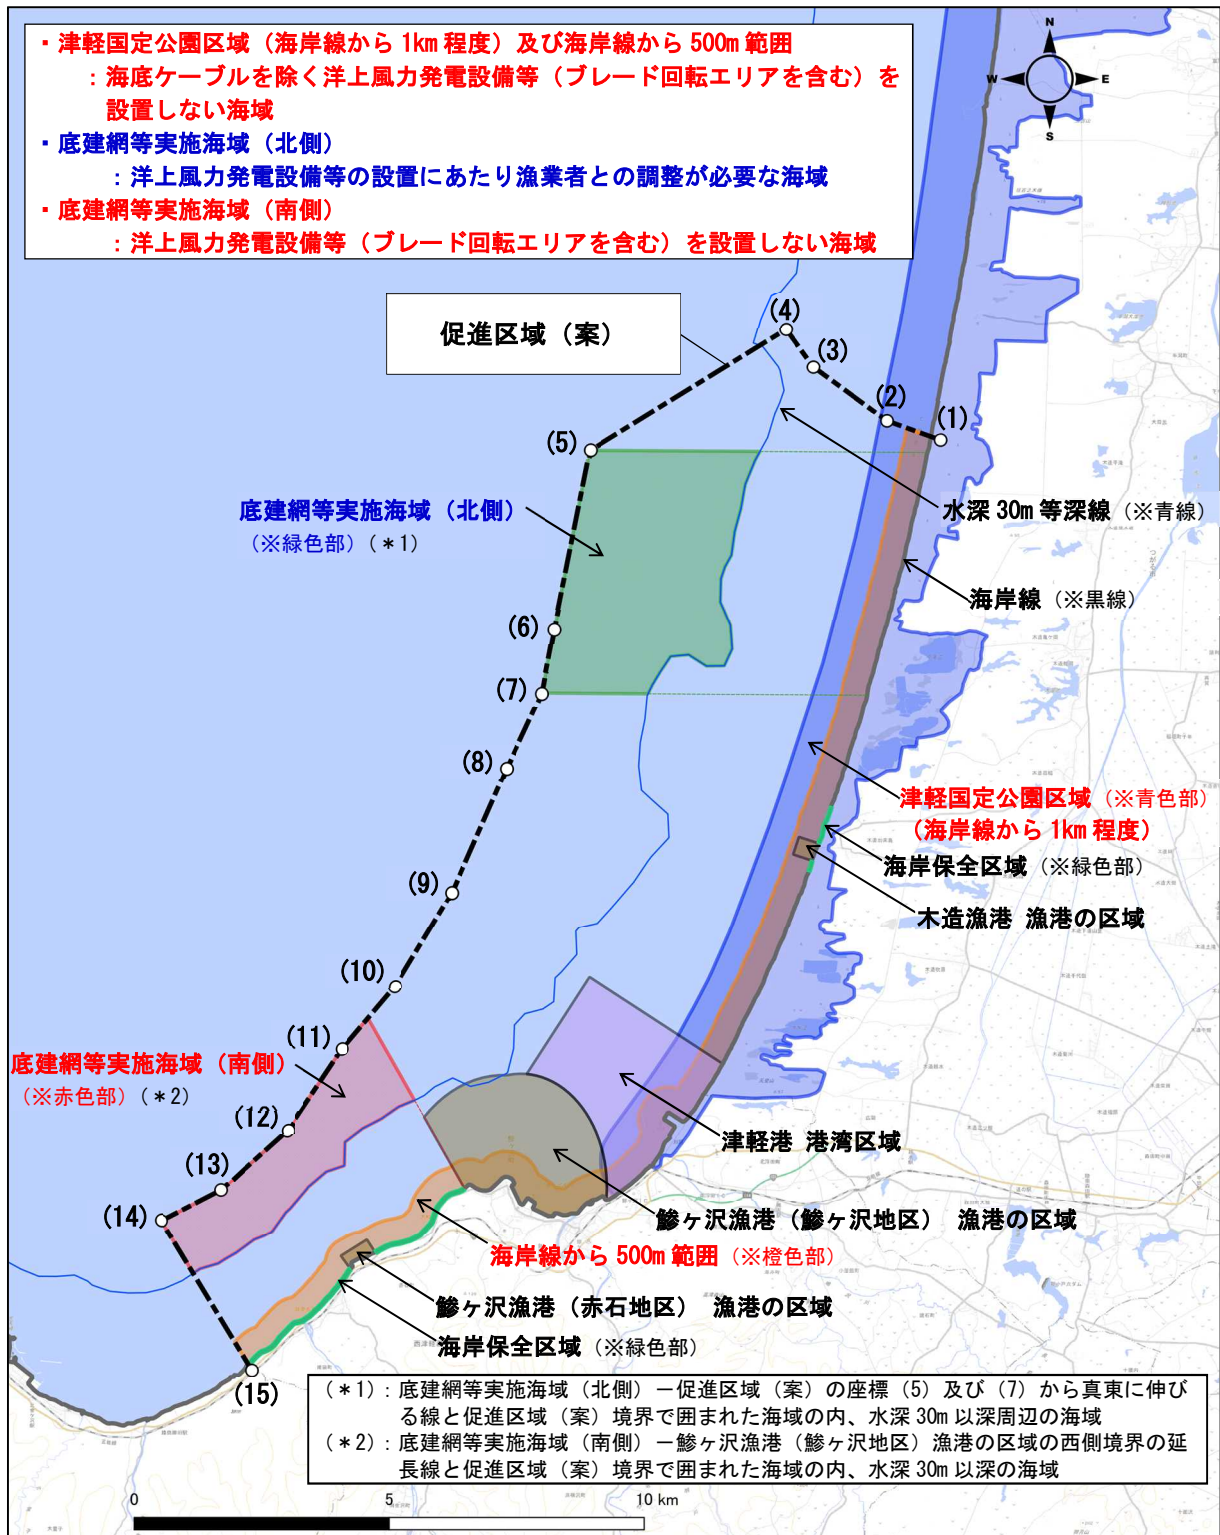 ・津軽国定公園区域（海岸線から1km程度）及び海岸線から500m範囲
：海底ケーブルを除く洋上風力発電設備等（ブレード回転エリアを含む）を
設置しない海域
・底建網等実施海域（北側）
：洋上風力発電設備等の設置にあたり漁業者との調整が必要な海域
・底建網等実施海域（南側）
：洋上風力発電設備等（ブレード回転エリアを含む）を設置しない海域
N
W
E
S
促進区域（案）
(4)
(3)
(2)
(1)
(5)
底建網等実施海域（北側）
（※緑色部）（＊1）
水深30m等深線（※青線）
海岸線（※黒線）
(6)
(7)
(8)
津軽国定公園区域（※青色部）
（海岸線から1km程度）
海岸保全区域（※緑色部）
(9)
木造漁港 漁港の区域
(10)
(11)
底建網等実施海域（南側）
（※赤色部）（＊2）
(12)
津軽港 港湾区域
(13)
(14)
鰺ヶ沢漁港（鰺ヶ沢地区） 漁港の区域
海岸線から500m範囲（※橙色部）
鰺ヶ沢漁港（赤石地区） 漁港の区域
海岸保全区域（※緑色部）
(15)
（＊1）：底建網等実施海域（北側）－促進区域（案）の座標（5）及び（7）から真東に伸び
る線と促進区域（案）境界で囲まれた海域の内、水深30m以深周辺の海域
（＊2）：底建網等実施海域（南側）－鰺ヶ沢漁港（鰺ヶ沢地区）漁港の区域の西側境界の延
長線と促進区域（案）境界で囲まれた海域の内、水深30m以深の海域
0
5
10 km